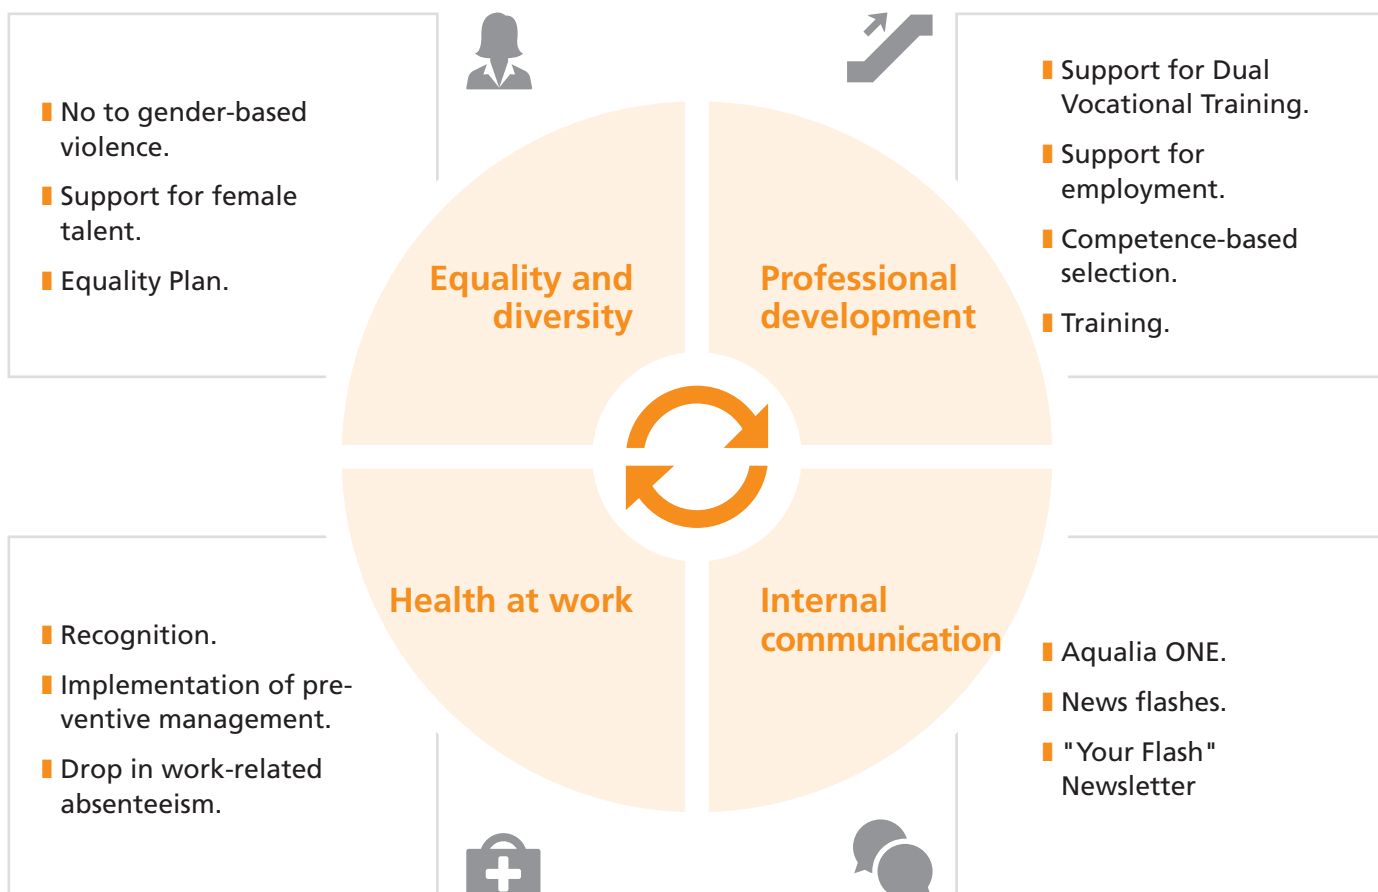 No to gender-based
violence.
Support for female
talent.
Equality Plan.
Equality and
diversity
Professional
development
Support for Dual
Vocational Training.
Support for
employment.
Competence-based
selection.
Training.
Health at work
Recognition.
Implementation of pre-
ventive management.
Drop in work-related
absenteeism.
Internal
communication
Aqualia ONE.
News flashes.
"Your Flash"
Newsletter